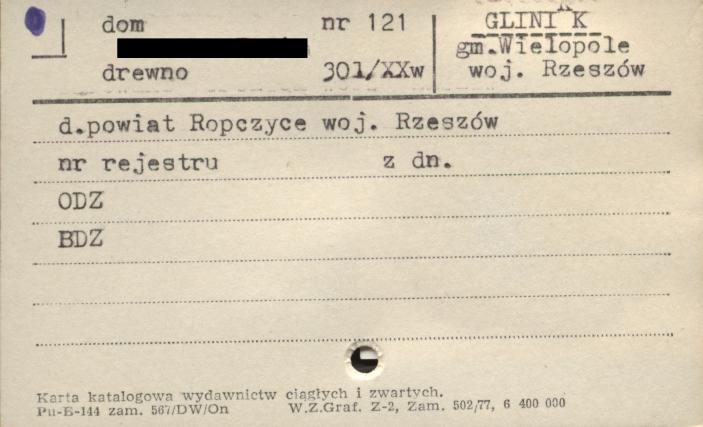 dom nr 121 GLINIK
gm.Wielopole
drewno 301/XXw woj. Rzeszów
d.powiat Ropczyce woj. Rzeszów
nr rejestru z dn.
ODZ
BDZ
Karta katalogowa wydawnictw ciągłych i zwartych.
Pu-B-144 zam. 567/DW/On W.Z.Graf. Z-2, Zam. 502/77, 6 400 000